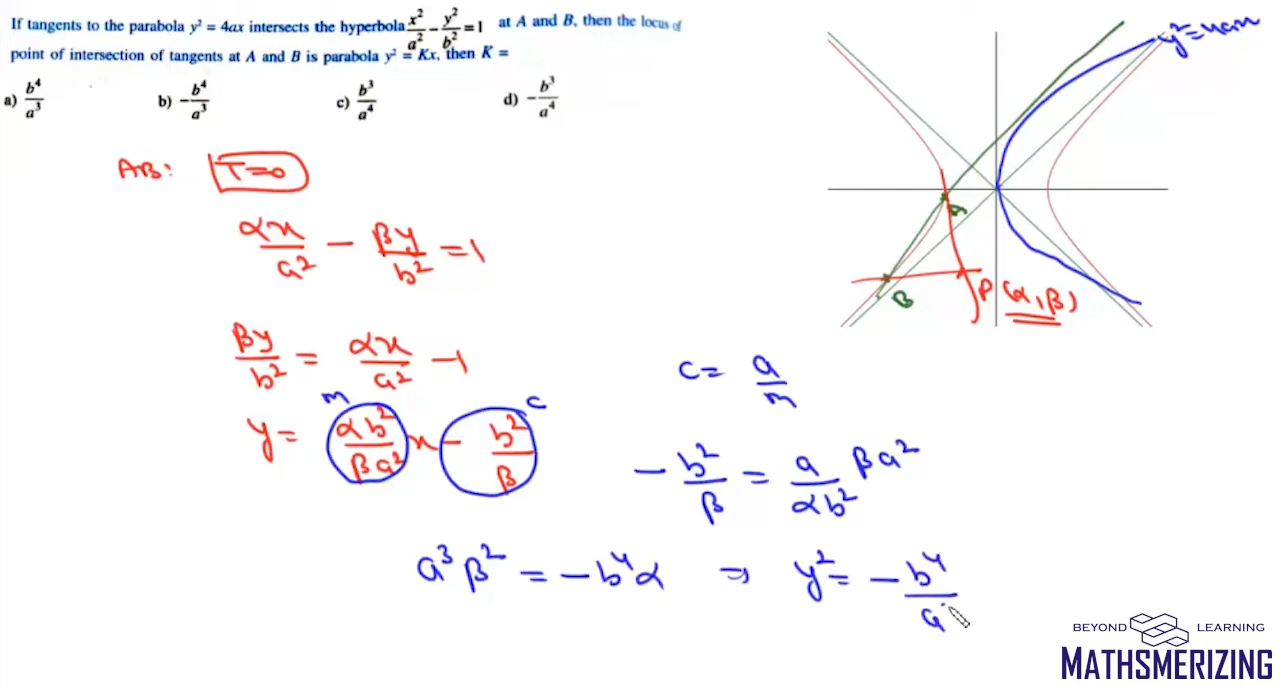 If tangents to the parabola y² = 4ax intersects the hyperbola x²/a² − y²/b² = 1 at A and B, then the locus of
point of intersection of tangents at A and B is parabola y² = Kx, then K =
a) b⁴/a³ b) −b⁴/a³ c) b³/a⁴ d) −b³/a⁴
y² = 4ax
AB: T=0
A
αx/a² − βy/b² = 1
B
P (α, β)
βy/b² = αx/a² − 1
c = a/m
m c
y = αb²/βa² x − b²/β
−b²/β = a/αb² βa²
a³β² = −b⁴α ⇒ y² = −b⁴/a
BEYOND LEARNING
MATHSMERIZING